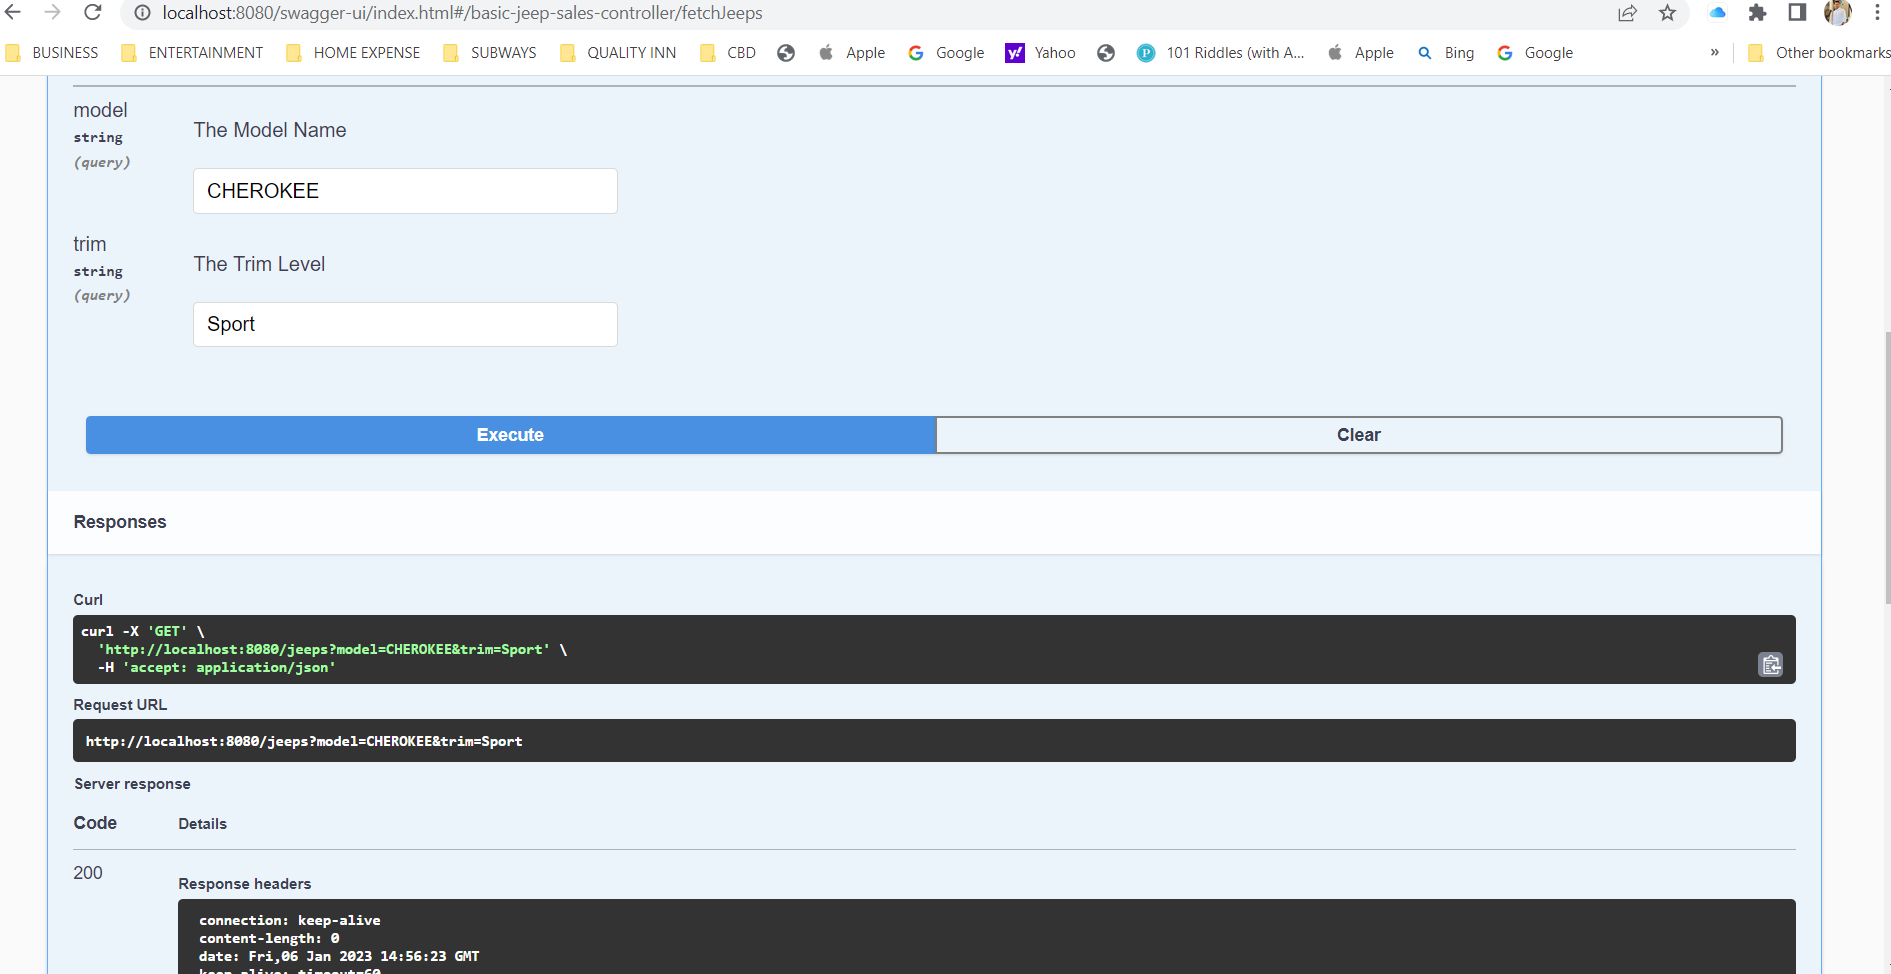 localhost:8080/swagger-ui/index.html#/basic-jeep-sales-controller/fetchJeeps
BUSINESS ENTERTAINMENT HOME EXPENSE SUBWAYS QUALITY INN CBD Apple Google Yahoo 101 Riddles (with A... Apple Bing Google » Other bookmarks
model
string
(query)
The Model Name
CHEROKEE
trim
string
(query)
The Trim Level
Sport
Execute Clear
Responses
Curl
curl -X 'GET' \
'http://localhost:8080/jeeps?model=CHEROKEE&trim=Sport' \
-H 'accept: application/json'
Request URL
http://localhost:8080/jeeps?model=CHEROKEE&trim=Sport
Server response
Code Details
200
Response headers
connection: keep-alive
content-length: 0
date: Fri,06 Jan 2023 14:56:23 GMT
keep-alive: timeout=60